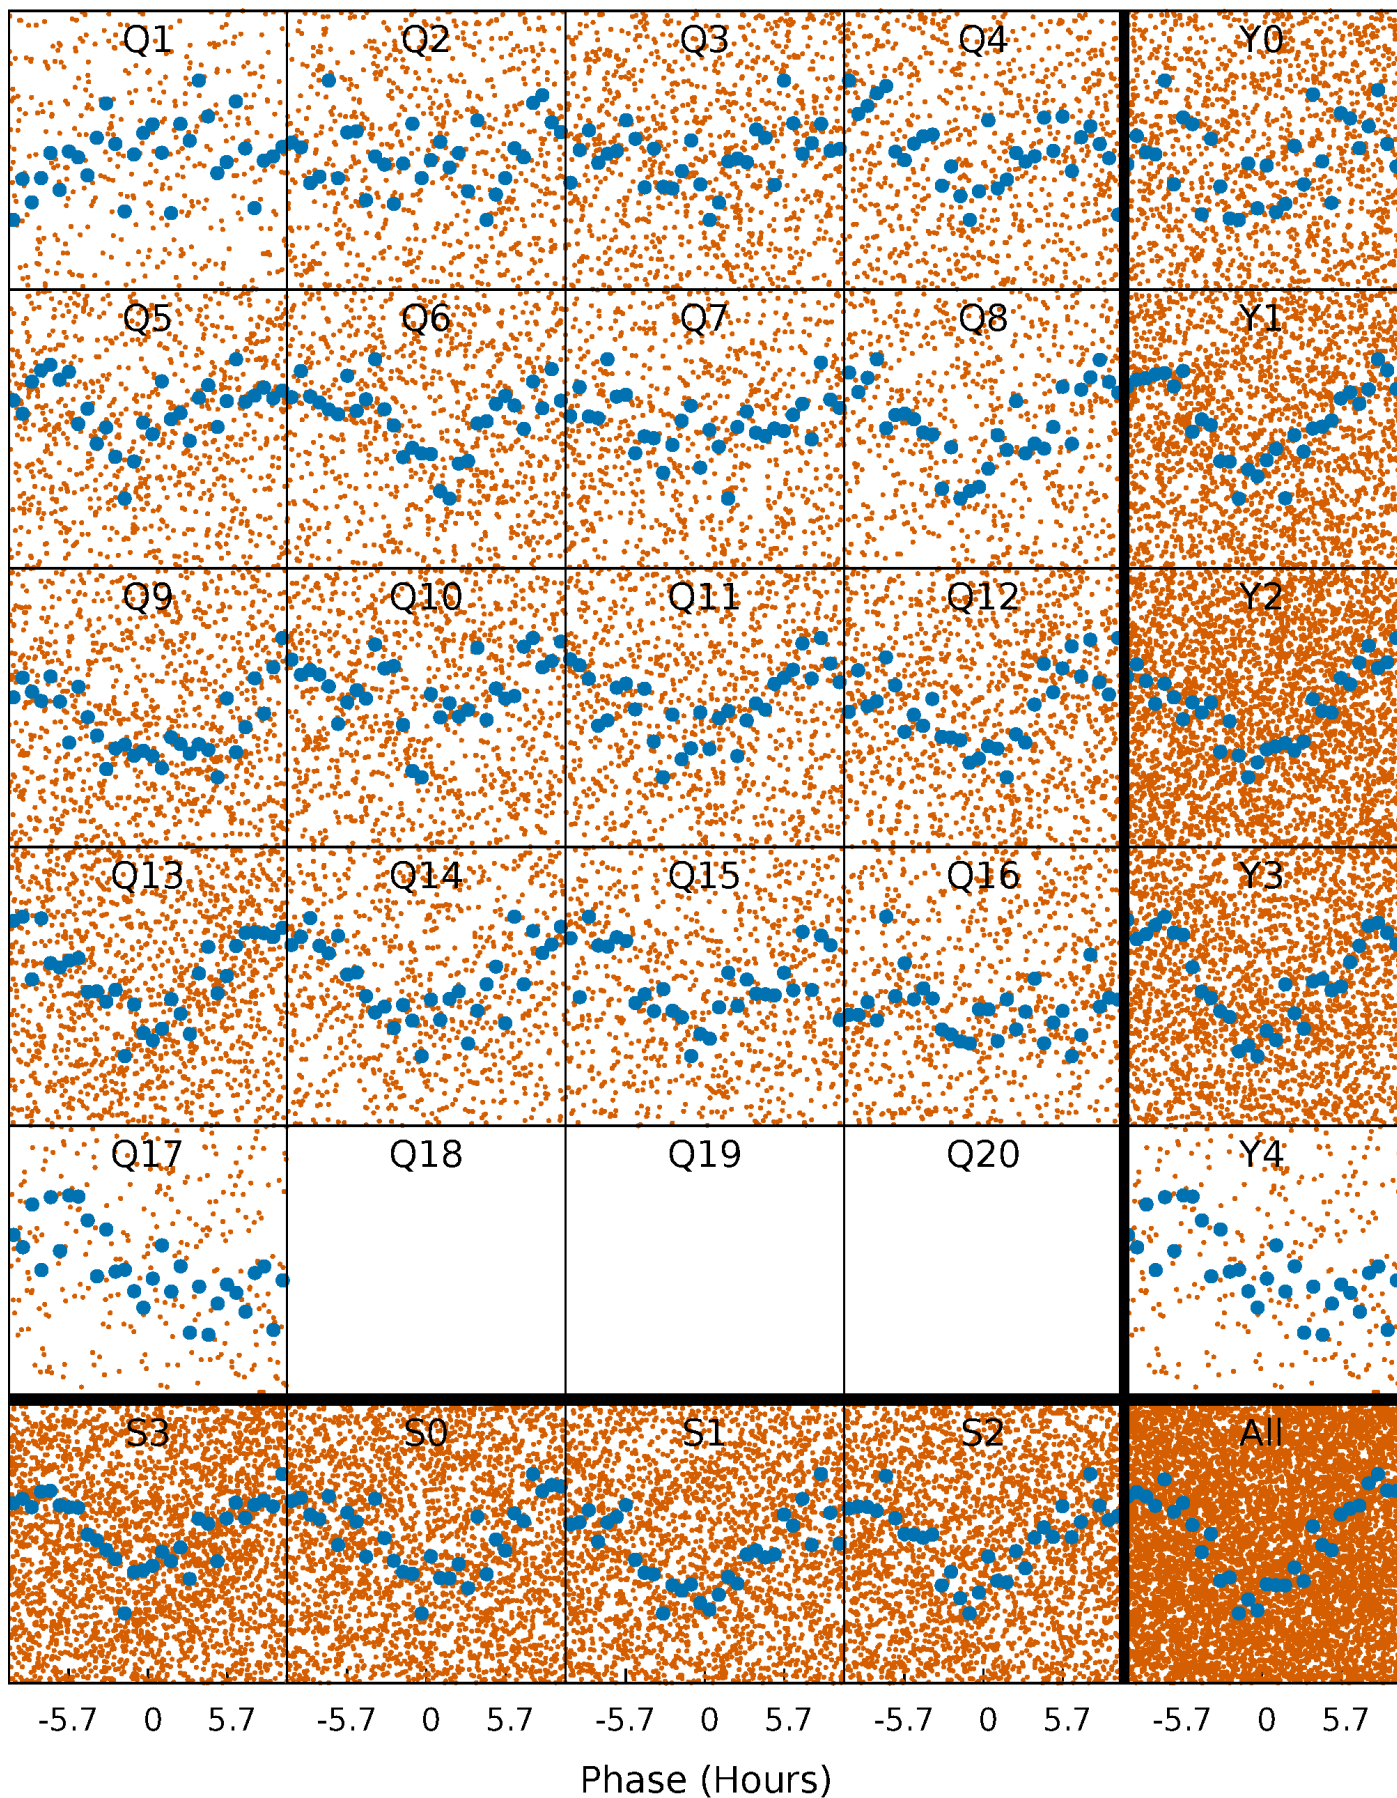 Q1 Q2 Q3 Q4 Y0
Q5 Q6 Q7 Q8 Y1
Q9 Q10 Q11 Q12 Y2
Q13 Q14 Q15 Q16 Y3
Q17 Q18 Q19 Q20 Y4
S3 S0 S1 S2 All
-5.7 0 5.7 -5.7 0 5.7 -5.7 0 5.7 -5.7 0 5.7 -5.7 0 5.7
Phase (Hours)